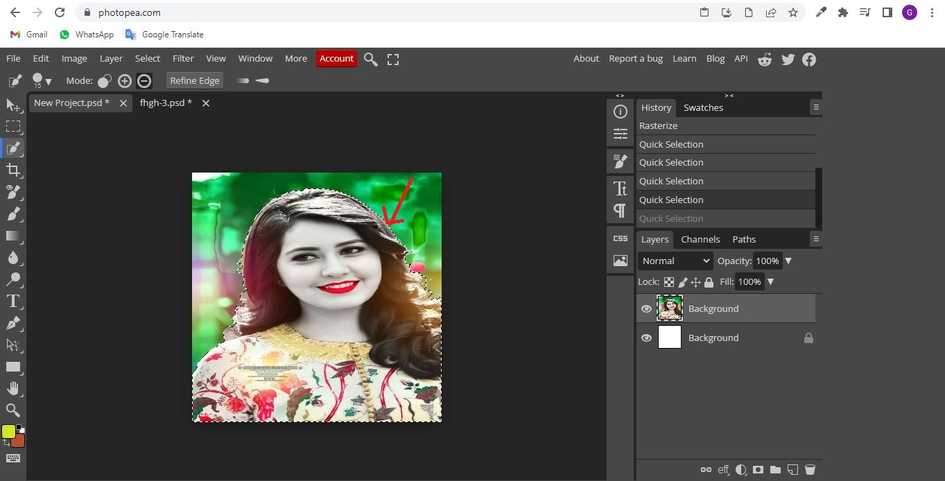 photopea.com
G
Gmail
WhatsApp
Google Translate
File Edit Image Layer Select Filter View Window More Account
About Report a bug Learn Blog API
15
Mode:
Refine Edge
New Project.psd *
fhgh-3.psd *
History Swatches
Rasterize
Quick Selection
Quick Selection
Quick Selection
Quick Selection
Quick Selection
CSS
Layers Channels Paths
Normal Opacity: 100%
Lock: Fill: 100%
Background
Background
eff